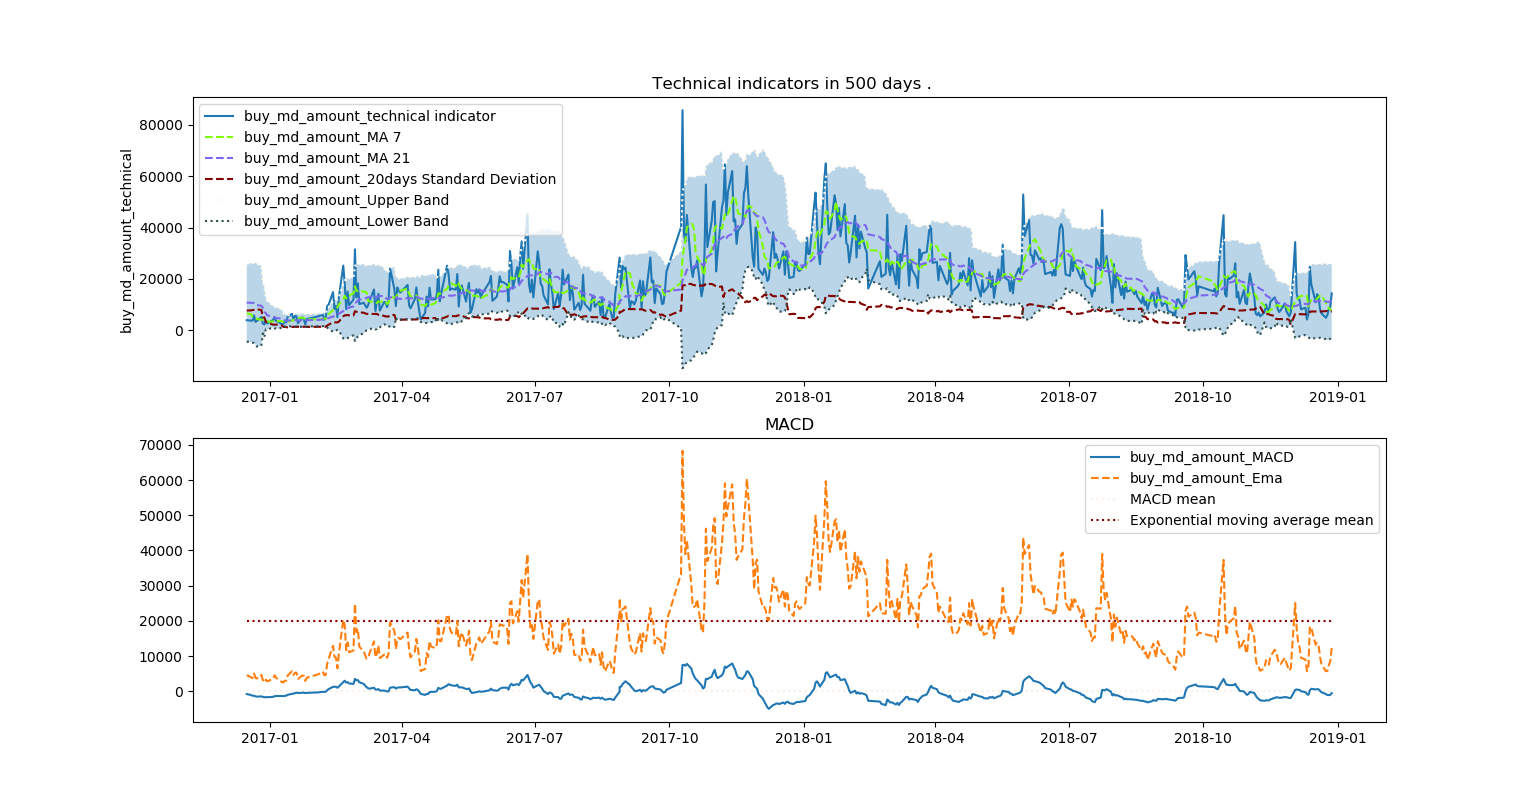 Technical indicators in 500 days .
buy_md_amount_technical
80000
60000
40000
20000
0
buy_md_amount_technical indicator
buy_md_amount_MA 7
buy_md_amount_MA 21
buy_md_amount_20days Standard Deviation
buy_md_amount_Upper Band
buy_md_amount_Lower Band
2017-01 2017-04 2017-07 2017-10 2018-01 2018-04 2018-07 2018-10 2019-01
MACD
70000
60000
50000
40000
30000
20000
10000
0
buy_md_amount_MACD
buy_md_amount_Ema
MACD mean
Exponential moving average mean
2017-01 2017-04 2017-07 2017-10 2018-01 2018-04 2018-07 2018-10 2019-01